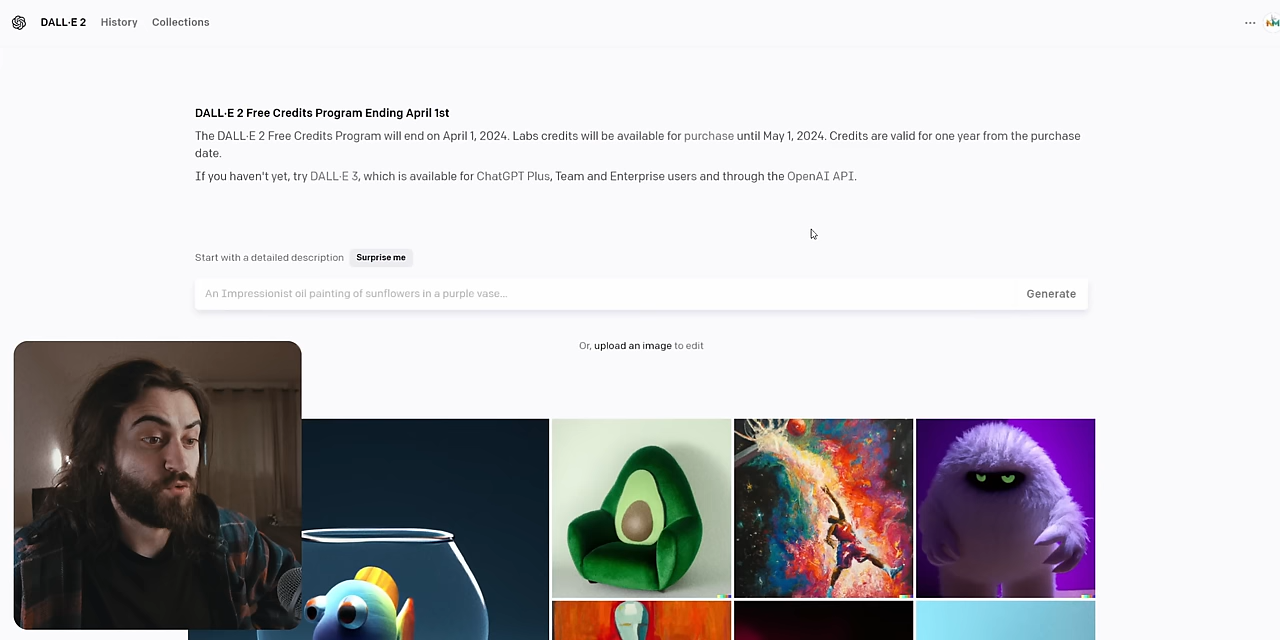 DALL·E 2 History Collections
DALL·E 2 Free Credits Program Ending April 1st
The DALL·E 2 Free Credits Program will end on April 1, 2024. Labs credits will be available for purchase until May 1, 2024. Credits are valid for one year from the purchase
date.
If you haven't yet, try DALL·E 3, which is available for ChatGPT Plus, Team and Enterprise users and through the OpenAI API.
Start with a detailed description Surprise me
An Impressionist oil painting of sunflowers in a purple vase... Generate
Or, upload an image to edit